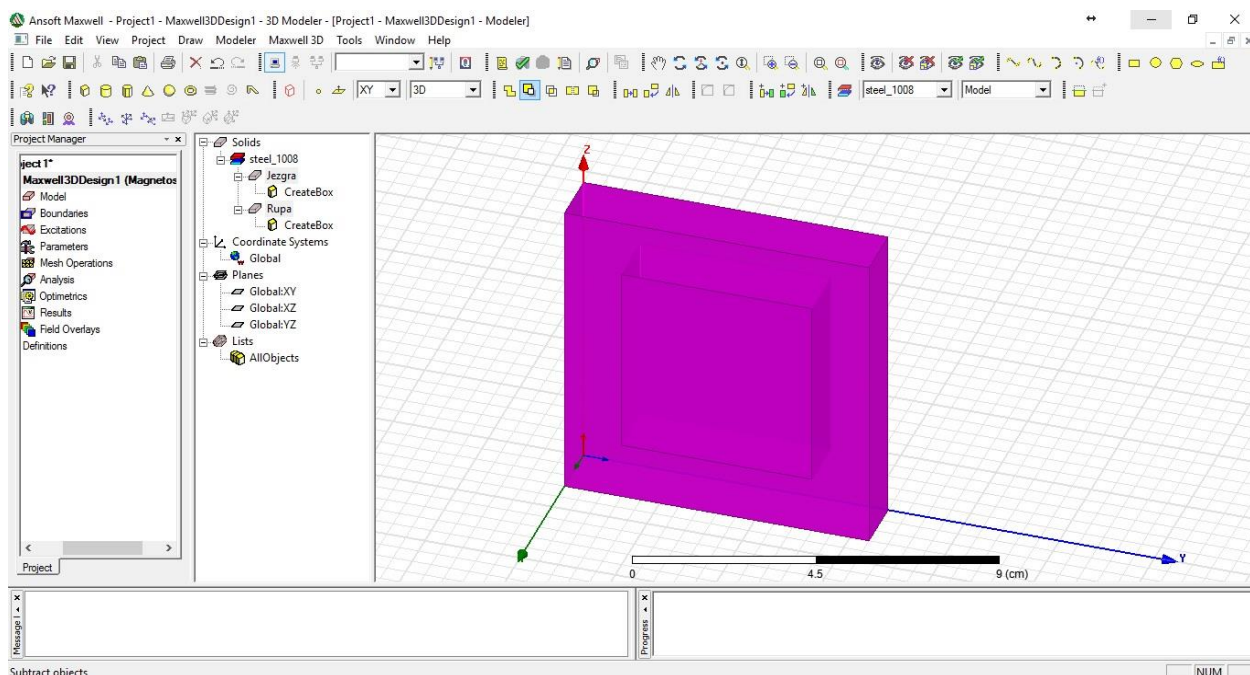 Ansoft Maxwell - Project1 - Maxwell3DDesign1 - 3D Modeler - [Project1 - Maxwell3DDesign1 - Modeler]
File Edit View Project Draw Modeler Maxwell 3D Tools Window Help
XY 3D steel_1008 Model
Project Manager
ject1*
Maxwell3DDesign1 (Magnetos
Model
Boundaries
Excitations
Parameters
Mesh Operations
Analysis
Optimetrics
Results
Field Overlays
Definitions
Project
Solids
steel_1008
Jezgra
CreateBox
Rupa
CreateBox
Coordinate Systems
Global
Planes
Global:XY
Global:XZ
Global:YZ
Lists
AllObjects
Z
Y
0 4.5 9 (cm)
Message
Progress
Subtract objects
NUM